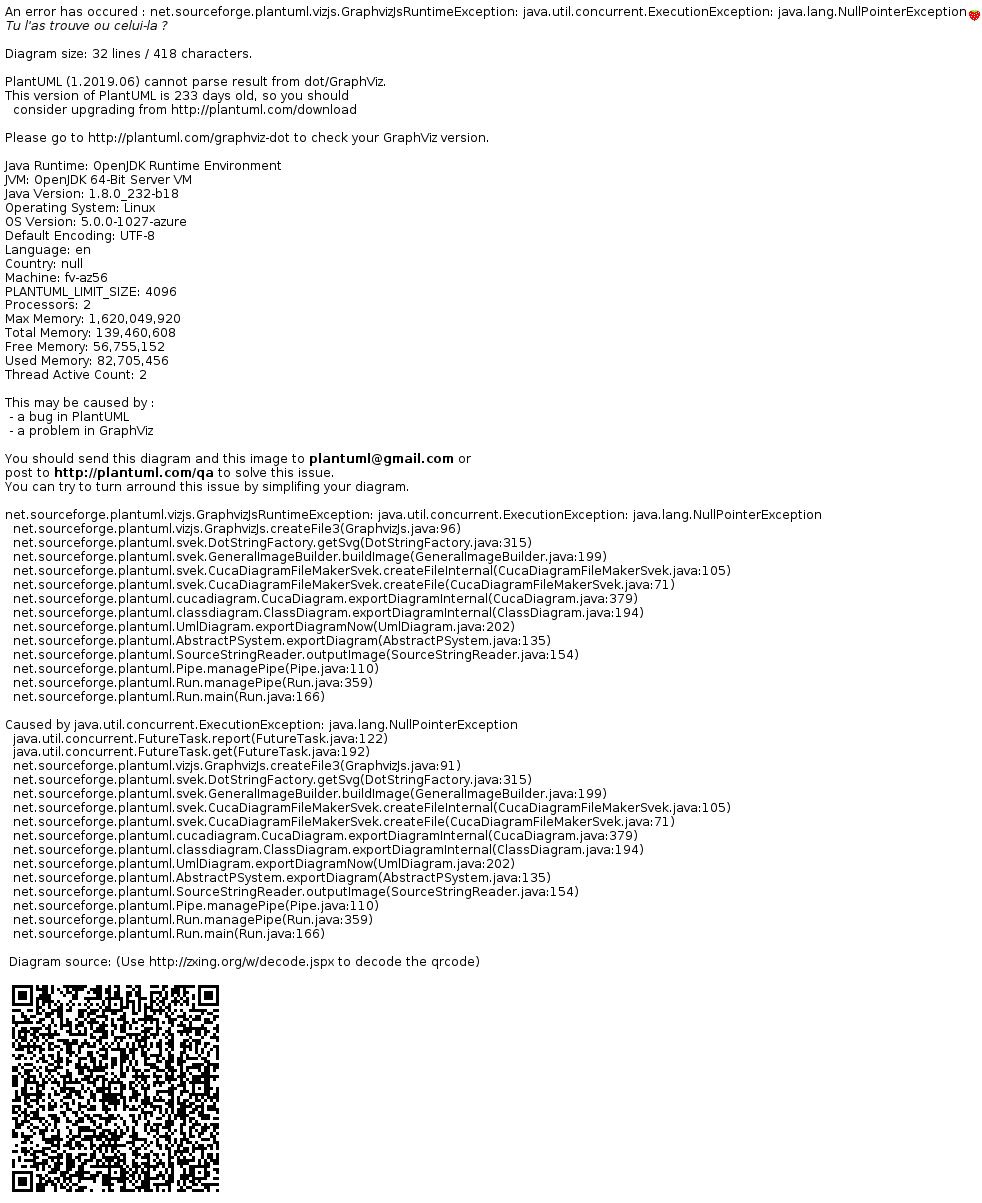 An error has occured : net.sourceforge.plantuml.vizjs.GraphvizJsRuntimeException: java.util.concurrent.ExecutionException: java.lang.NullPointerException
Tu l'as trouve ou celui-la ?
Diagram size: 32 lines / 418 characters.
PlantUML (1.2019.06) cannot parse result from dot/GraphViz.
This version of PlantUML is 233 days old, so you should
consider upgrading from http://plantuml.com/download
Please go to http://plantuml.com/graphviz-dot to check your GraphViz version.
Java Runtime: OpenJDK Runtime Environment
JVM: OpenJDK 64-Bit Server VM
Java Version: 1.8.0_232-b18
Operating System: Linux
OS Version: 5.0.0-1027-azure
Default Encoding: UTF-8
Language: en
Country: null
Machine: fv-az56
PLANTUML_LIMIT_SIZE: 4096
Processors: 2
Max Memory: 1,620,049,920
Total Memory: 139,460,608
Free Memory: 56,755,152
Used Memory: 82,705,456
Thread Active Count: 2
This may be caused by :
- a bug in PlantUML
- a problem in GraphViz
You should send this diagram and this image to plantuml@gmail.com or
post to http://plantuml.com/qa to solve this issue.
You can try to turn arround this issue by simplifing your diagram.
net.sourceforge.plantuml.vizjs.GraphvizJsRuntimeException: java.util.concurrent.ExecutionException: java.lang.NullPointerException
net.sourceforge.plantuml.vizjs.GraphvizJs.createFile3(GraphvizJs.java:96)
net.sourceforge.plantuml.svek.DotStringFactory.getSvg(DotStringFactory.java:315)
net.sourceforge.plantuml.svek.GeneralImageBuilder.buildImage(GeneralImageBuilder.java:199)
net.sourceforge.plantuml.svek.CucaDiagramFileMakerSvek.createFileInternal(CucaDiagramFileMakerSvek.java:105)
net.sourceforge.plantuml.svek.CucaDiagramFileMakerSvek.createFile(CucaDiagramFileMakerSvek.java:71)
net.sourceforge.plantuml.cucadiagram.CucaDiagram.exportDiagramInternal(CucaDiagram.java:379)
net.sourceforge.plantuml.classdiagram.ClassDiagram.exportDiagramInternal(ClassDiagram.java:194)
net.sourceforge.plantuml.UmlDiagram.exportDiagramNow(UmlDiagram.java:202)
net.sourceforge.plantuml.AbstractPSystem.exportDiagram(AbstractPSystem.java:135)
net.sourceforge.plantuml.SourceStringReader.outputImage(SourceStringReader.java:154)
net.sourceforge.plantuml.Pipe.managePipe(Pipe.java:110)
net.sourceforge.plantuml.Run.managePipe(Run.java:359)
net.sourceforge.plantuml.Run.main(Run.java:166)
Caused by java.util.concurrent.ExecutionException: java.lang.NullPointerException
java.util.concurrent.FutureTask.report(FutureTask.java:122)
java.util.concurrent.FutureTask.get(FutureTask.java:192)
net.sourceforge.plantuml.vizjs.GraphvizJs.createFile3(GraphvizJs.java:91)
net.sourceforge.plantuml.svek.DotStringFactory.getSvg(DotStringFactory.java:315)
net.sourceforge.plantuml.svek.GeneralImageBuilder.buildImage(GeneralImageBuilder.java:199)
net.sourceforge.plantuml.svek.CucaDiagramFileMakerSvek.createFileInternal(CucaDiagramFileMakerSvek.java:105)
net.sourceforge.plantuml.svek.CucaDiagramFileMakerSvek.createFile(CucaDiagramFileMakerSvek.java:71)
net.sourceforge.plantuml.cucadiagram.CucaDiagram.exportDiagramInternal(CucaDiagram.java:379)
net.sourceforge.plantuml.classdiagram.ClassDiagram.exportDiagramInternal(ClassDiagram.java:194)
net.sourceforge.plantuml.UmlDiagram.exportDiagramNow(UmlDiagram.java:202)
net.sourceforge.plantuml.AbstractPSystem.exportDiagram(AbstractPSystem.java:135)
net.sourceforge.plantuml.SourceStringReader.outputImage(SourceStringReader.java:154)
net.sourceforge.plantuml.Pipe.managePipe(Pipe.java:110)
net.sourceforge.plantuml.Run.managePipe(Run.java:359)
net.sourceforge.plantuml.Run.main(Run.java:166)
Diagram source: (Use http://zxing.org/w/decode.jspx to decode the qrcode)